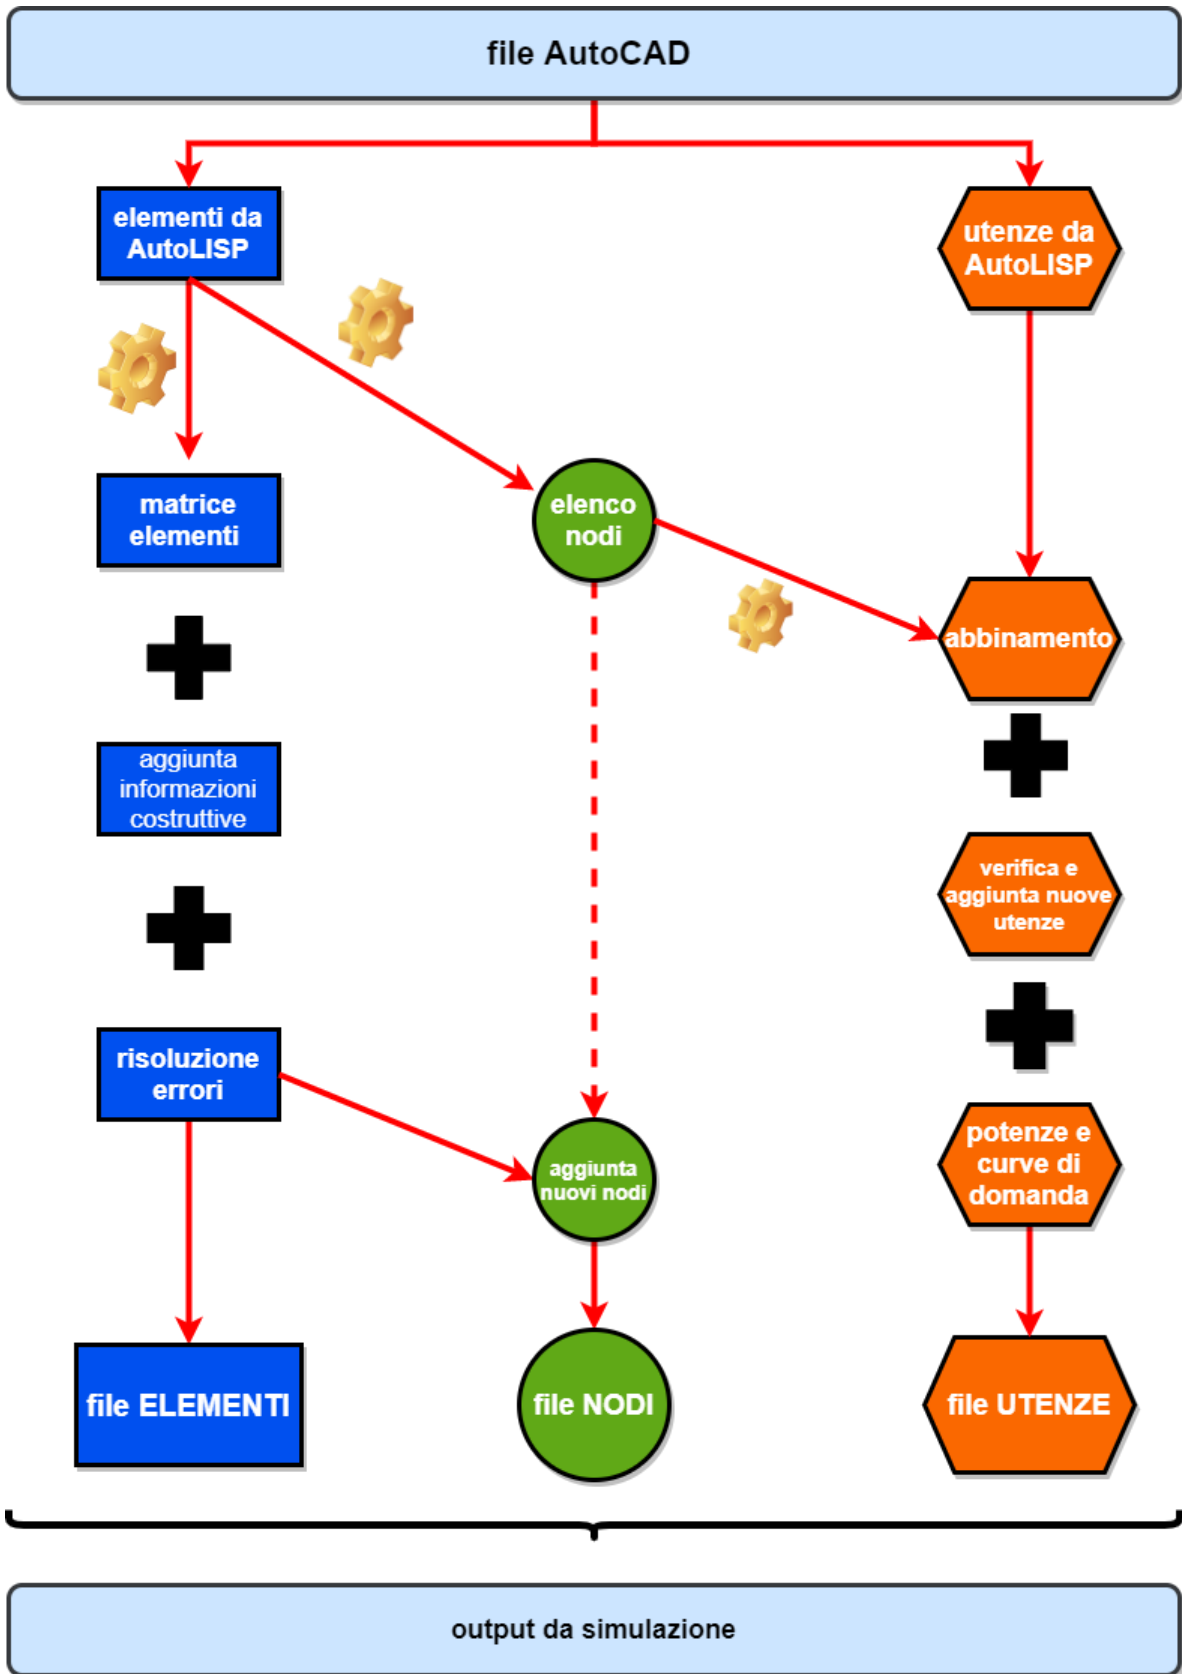 file AutoCAD
elementi da
AutoLISP
utenze da
AutoLISP
matrice
elementi
elenco
nodi
abbinamento
aggiunta
informazioni
costruttive
verifica e
aggiunta nuove
utenze
risoluzione
errori
aggiunta
nuovi nodi
potenze e
curve di
domanda
file ELEMENTI
file NODI
file UTENZE
output da simulazione